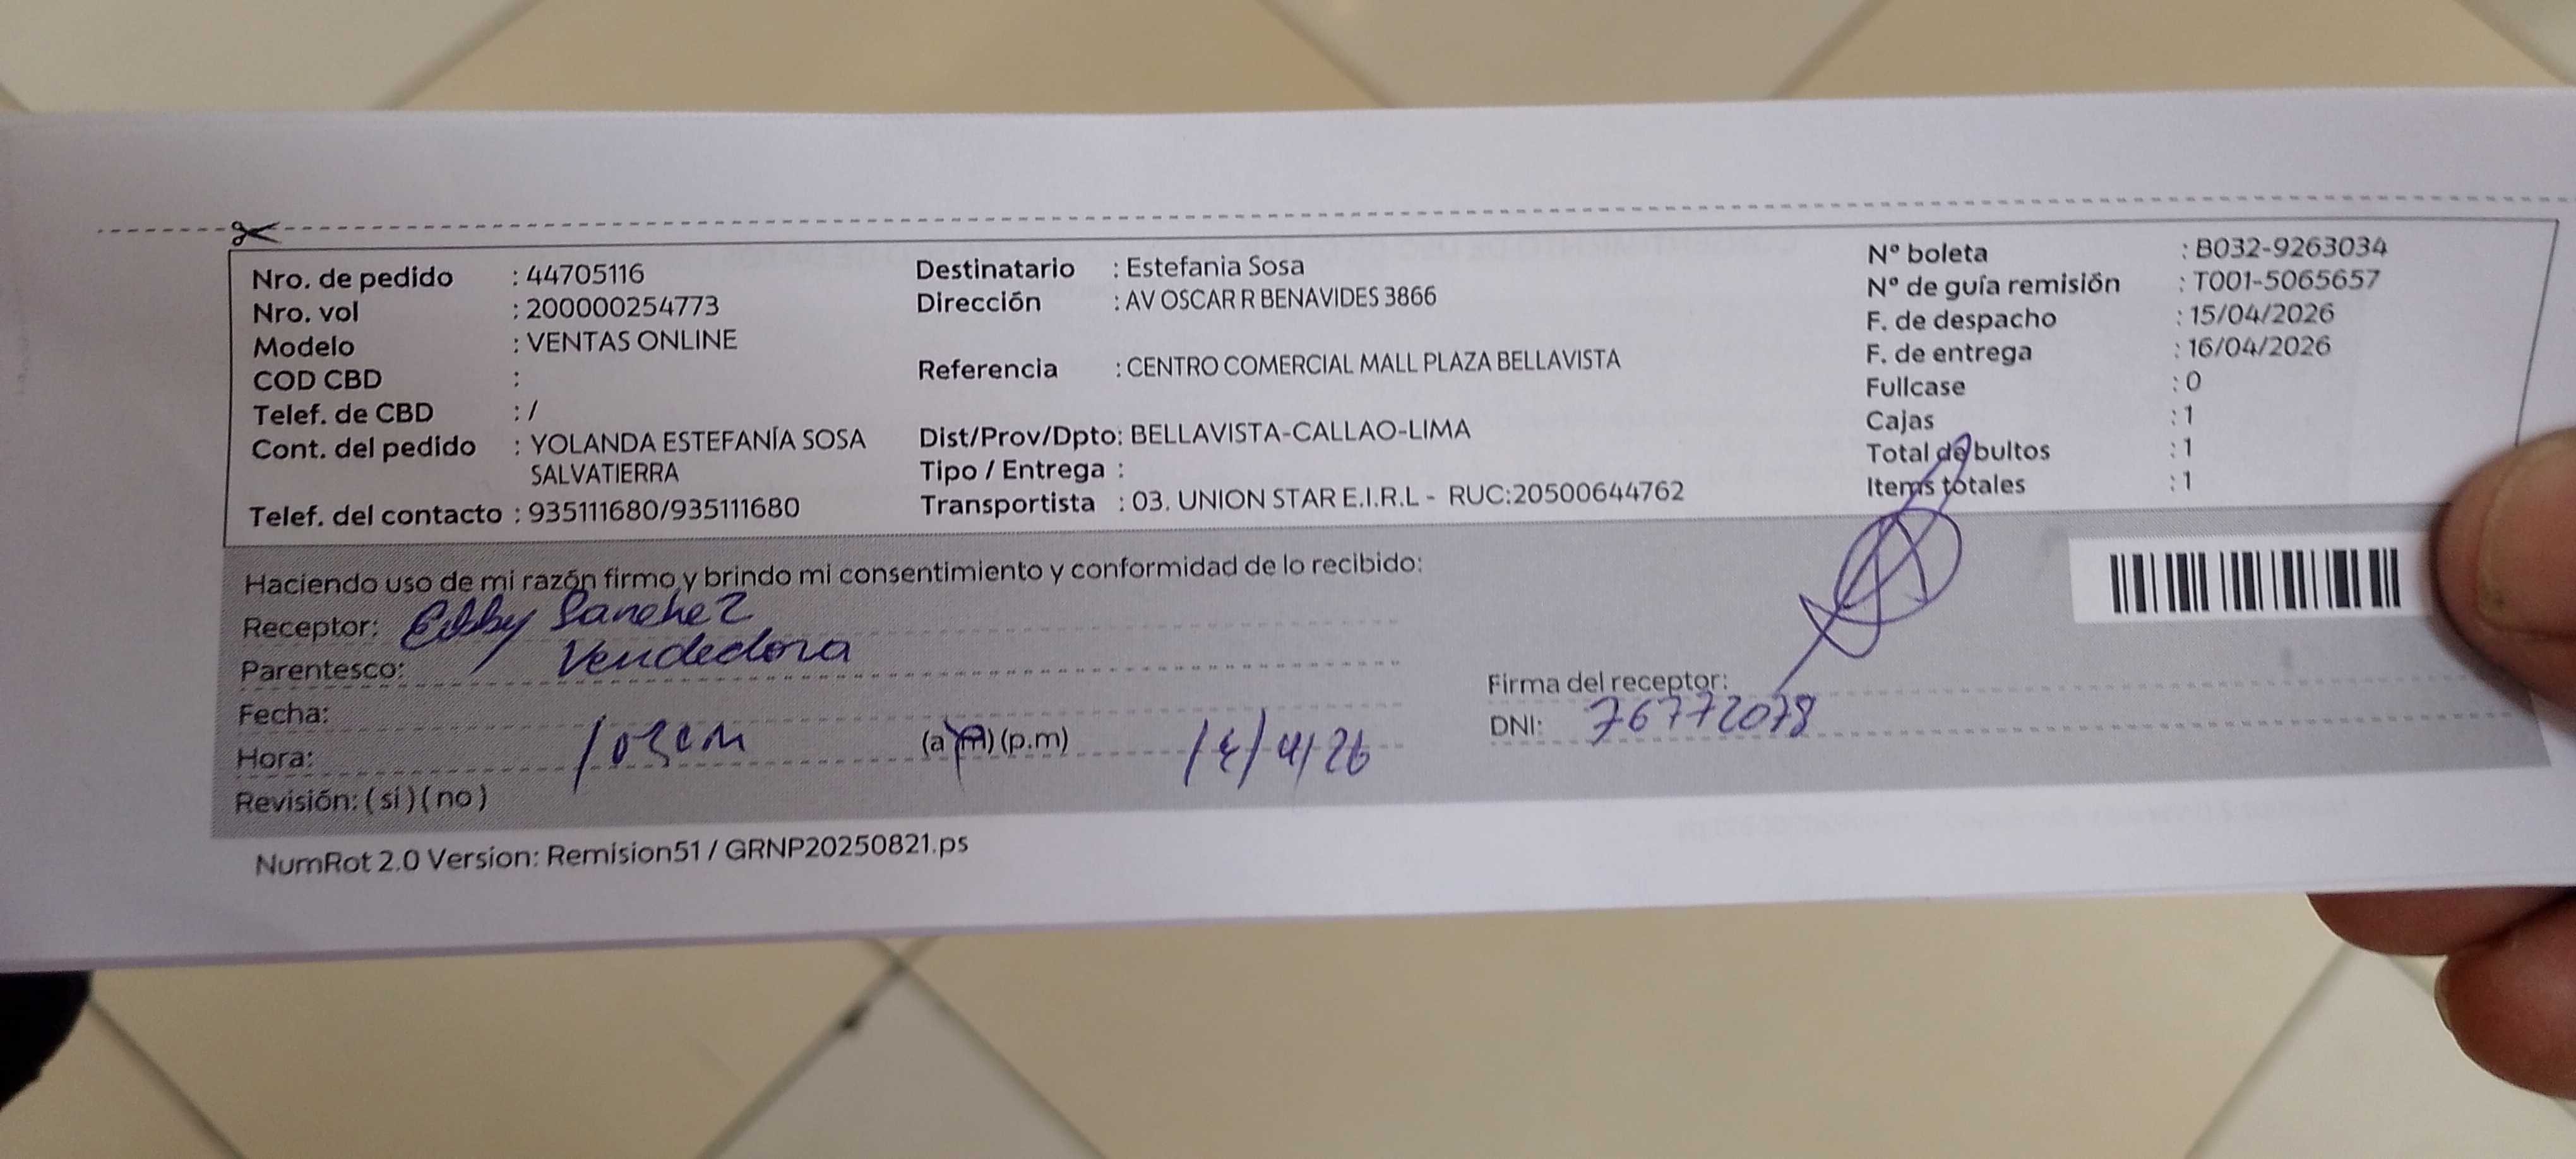 Nro. de pedido : 44705116
Nro. vol : 200000254773
Modelo : VENTAS ONLINE
COD CBD :
Telef. de CBD : /
Cont. del pedido : YOLANDA ESTEFANÍA SOSA
SALVATIERRA
Telef. del contacto : 935111680/935111680
Destinatario : Estefania Sosa
Dirección : AV OSCAR R BENAVIDES 3866
Referencia : CENTRO COMERCIAL MALL PLAZA BELLAVISTA
Dist/Prov/Dpto: BELLAVISTA-CALLAO-LIMA
Tipo / Entrega :
Transportista : 03. UNION STAR E.I.R.L - RUC:20500644762
Nº boleta : B032-9263034
Nº de guía remisión : T001-5065657
F. de despacho : 15/04/2026
F. de entrega : 16/04/2026
Fullcase : 0
Cajas : 1
Total de bultos : 1
Items totales : 1
Haciendo uso de mi razón firmo y brindo mi consentimiento y conformidad de lo recibido:
Receptor: Sanchez
Parentesco: Vendedora
Fecha:
Hora: (a.m) (p.m)
Revisión: (si) (no)
Firma del receptor:
DNI: 76772078
NumRot 2.0 Version: Remision51 / GRNP20250821.ps